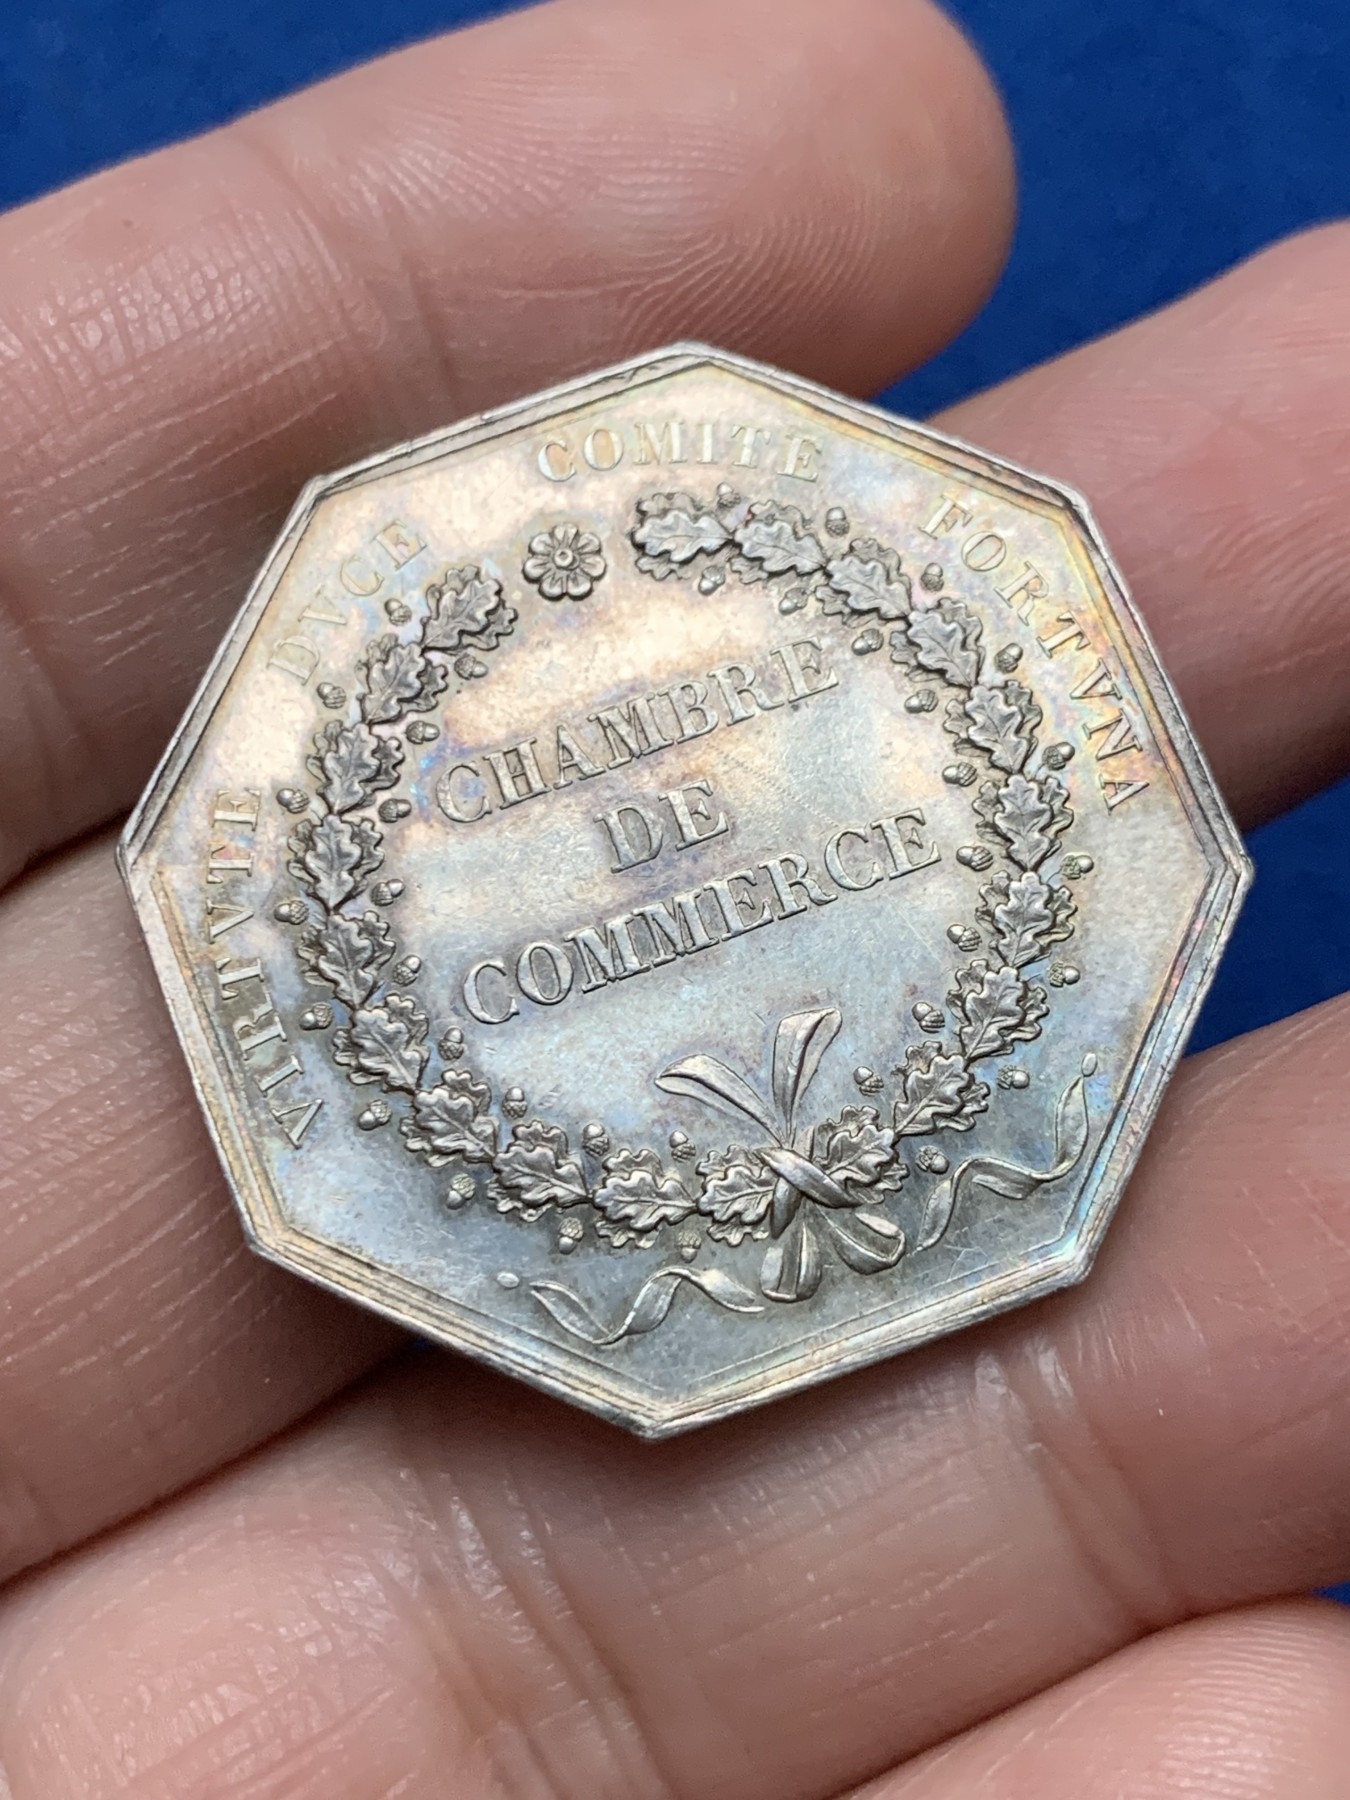 VIRTVTE DVCE COMITE FORTVNA
CHAMBRE
DE
COMMERCE